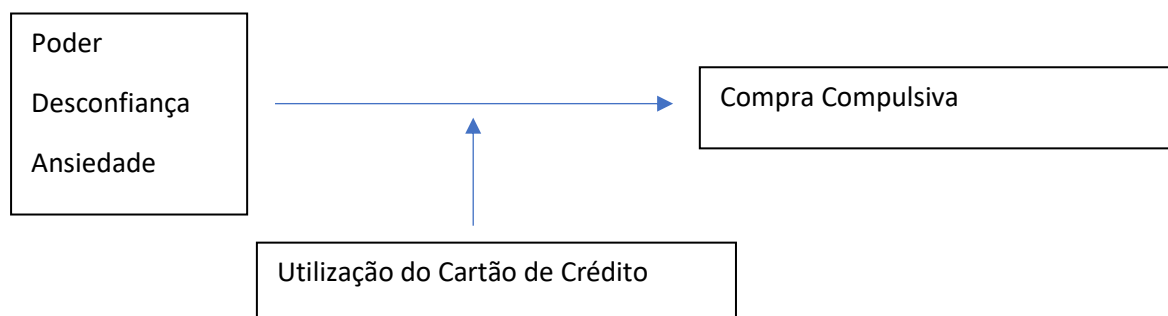 Poder
Desconfiança
Ansiedade
Compra Compulsiva
Utilização do Cartão de Crédito